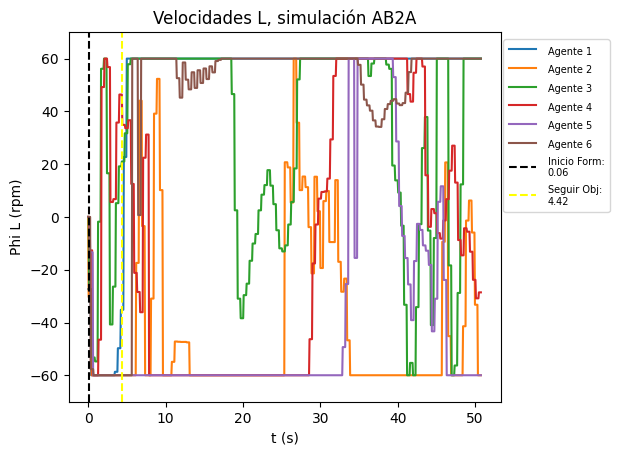 Velocidades L, simulación AB2A
Phi L (rpm)
60
40
20
0
−20
−40
−60
0
10
20
30
40
50
t (s)
Agente 1
Agente 2
Agente 3
Agente 4
Agente 5
Agente 6
Inicio Form:
0.06
Seguir Obj:
4.42